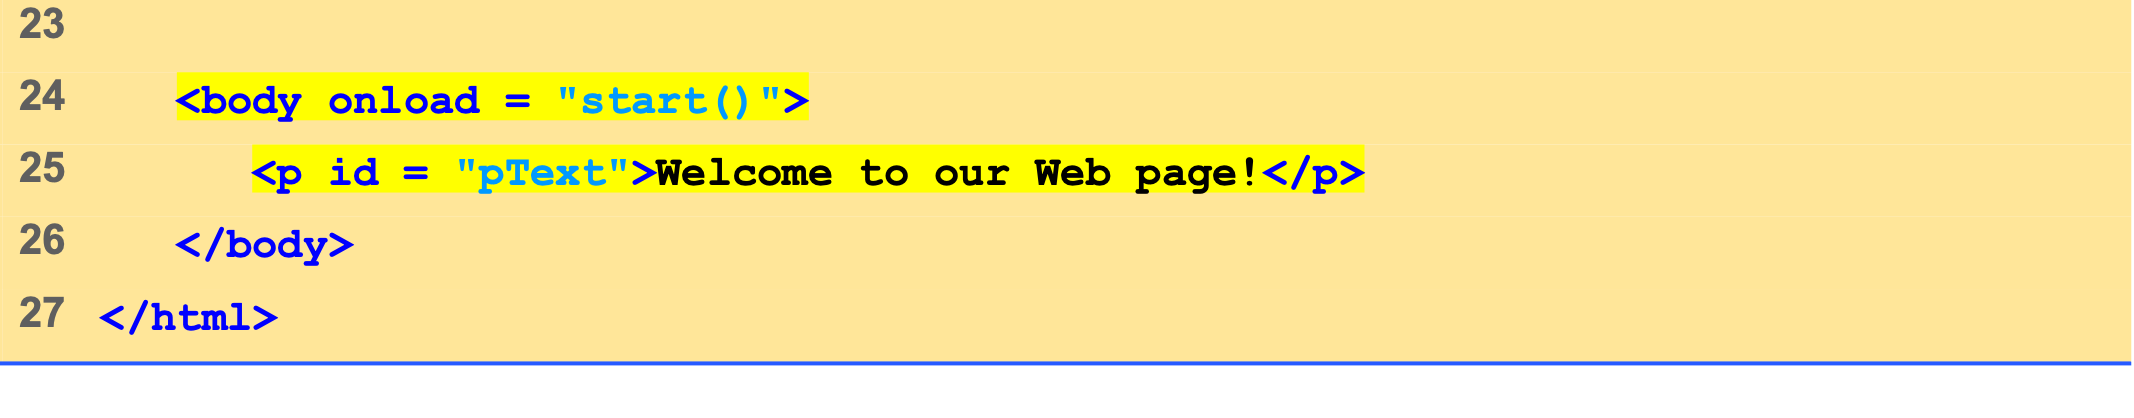 23
24 <body onload = "start()">
25 <p id = "pText">Welcome to our Web page!</p>
26 </body>
27 </html>